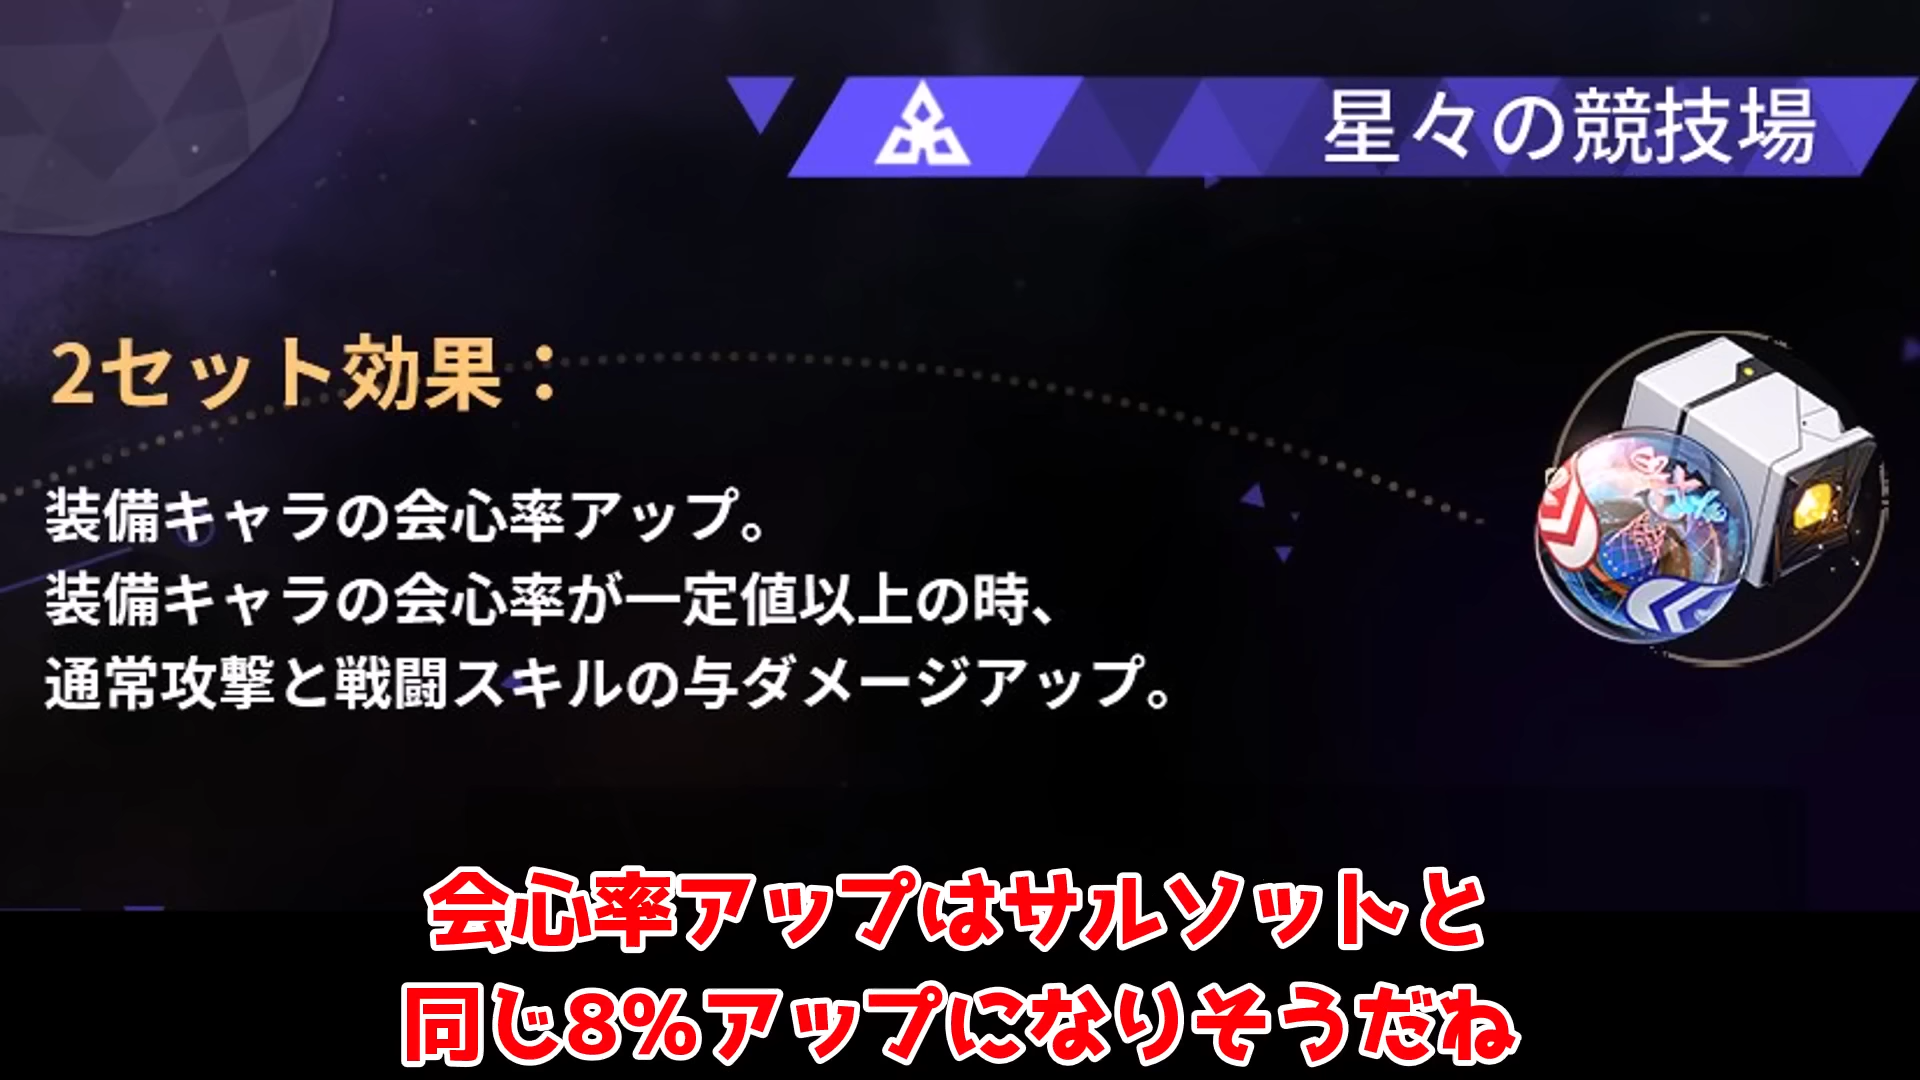 星々の競技場
2セット効果：
装備キャラの会心率アップ。
装備キャラの会心率が一定値以上の時、
通常攻撃と戦闘スキルの与ダメージアップ。
会心率アップはサルソットと
同じ8%アップになりそうだね